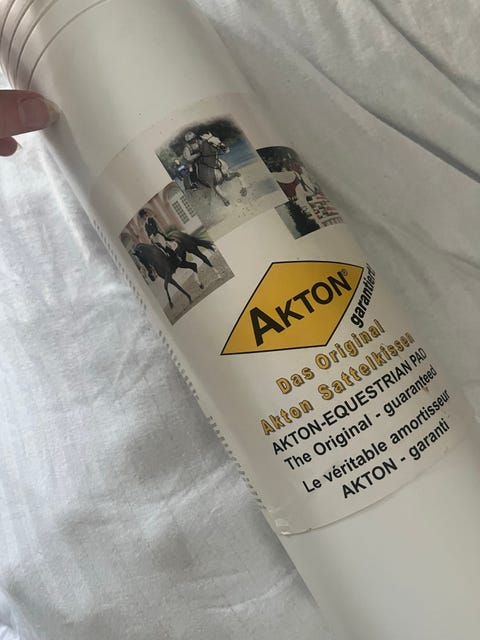 AKTON®
garantiert!
Das Original
Akton Sattelkissen
AKTON-EQUESTRIAN PAD
The Original - guaranteed
Le véritable amortisseur
AKTON - garanti